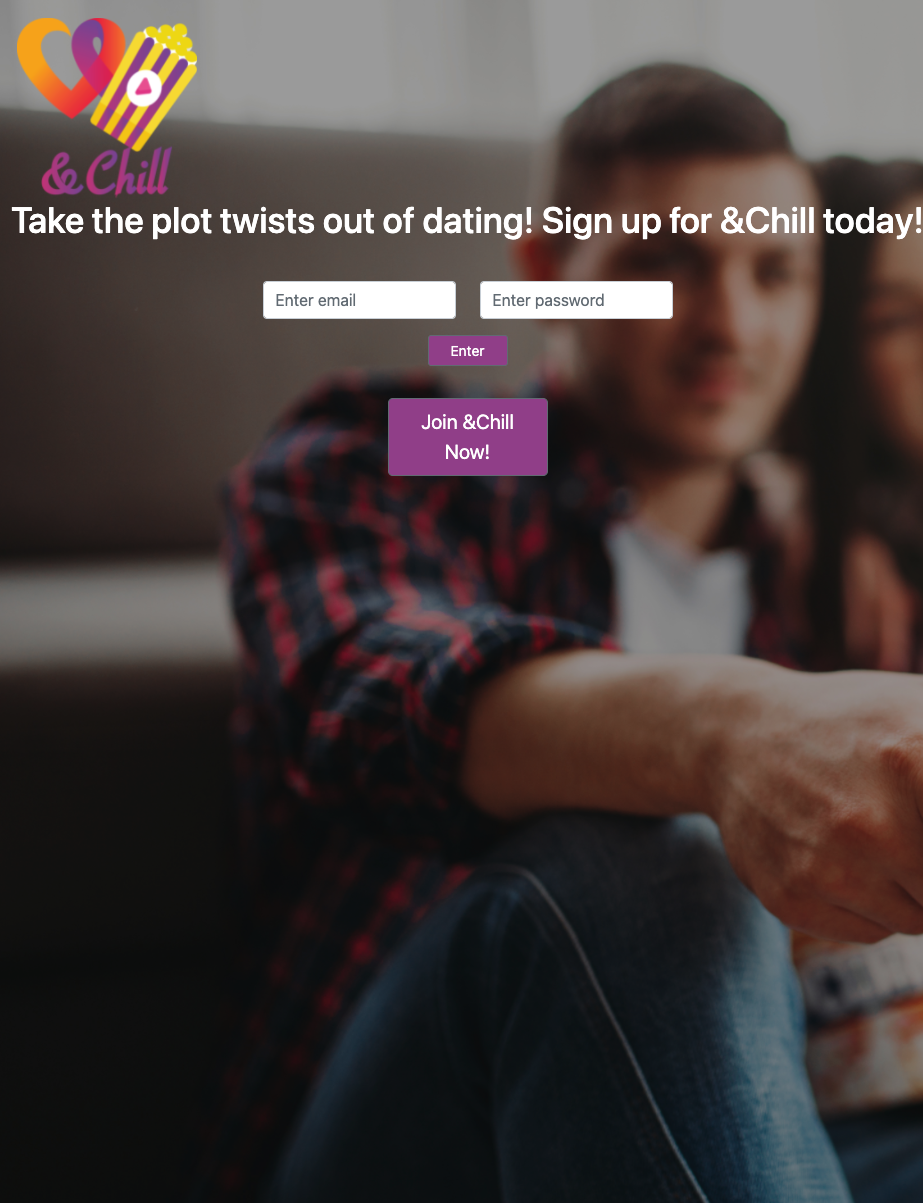 &Chill
Take the plot twists out of dating! Sign up for &Chill today!
Enter email
Enter password
Enter
Join &Chill
Now!